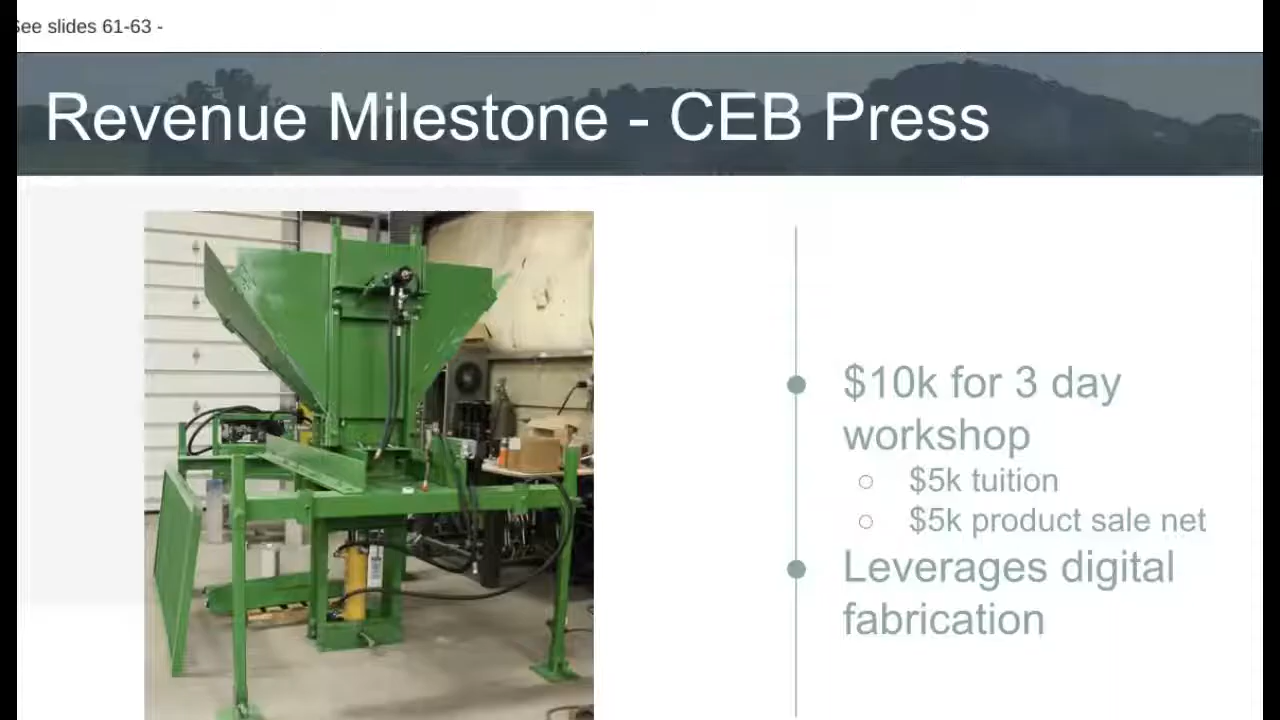 See slides 61-63 -
Revenue Milestone - CEB Press
$10k for 3 day
workshop
$5k tuition
$5k product sale net
Leverages digital
fabrication